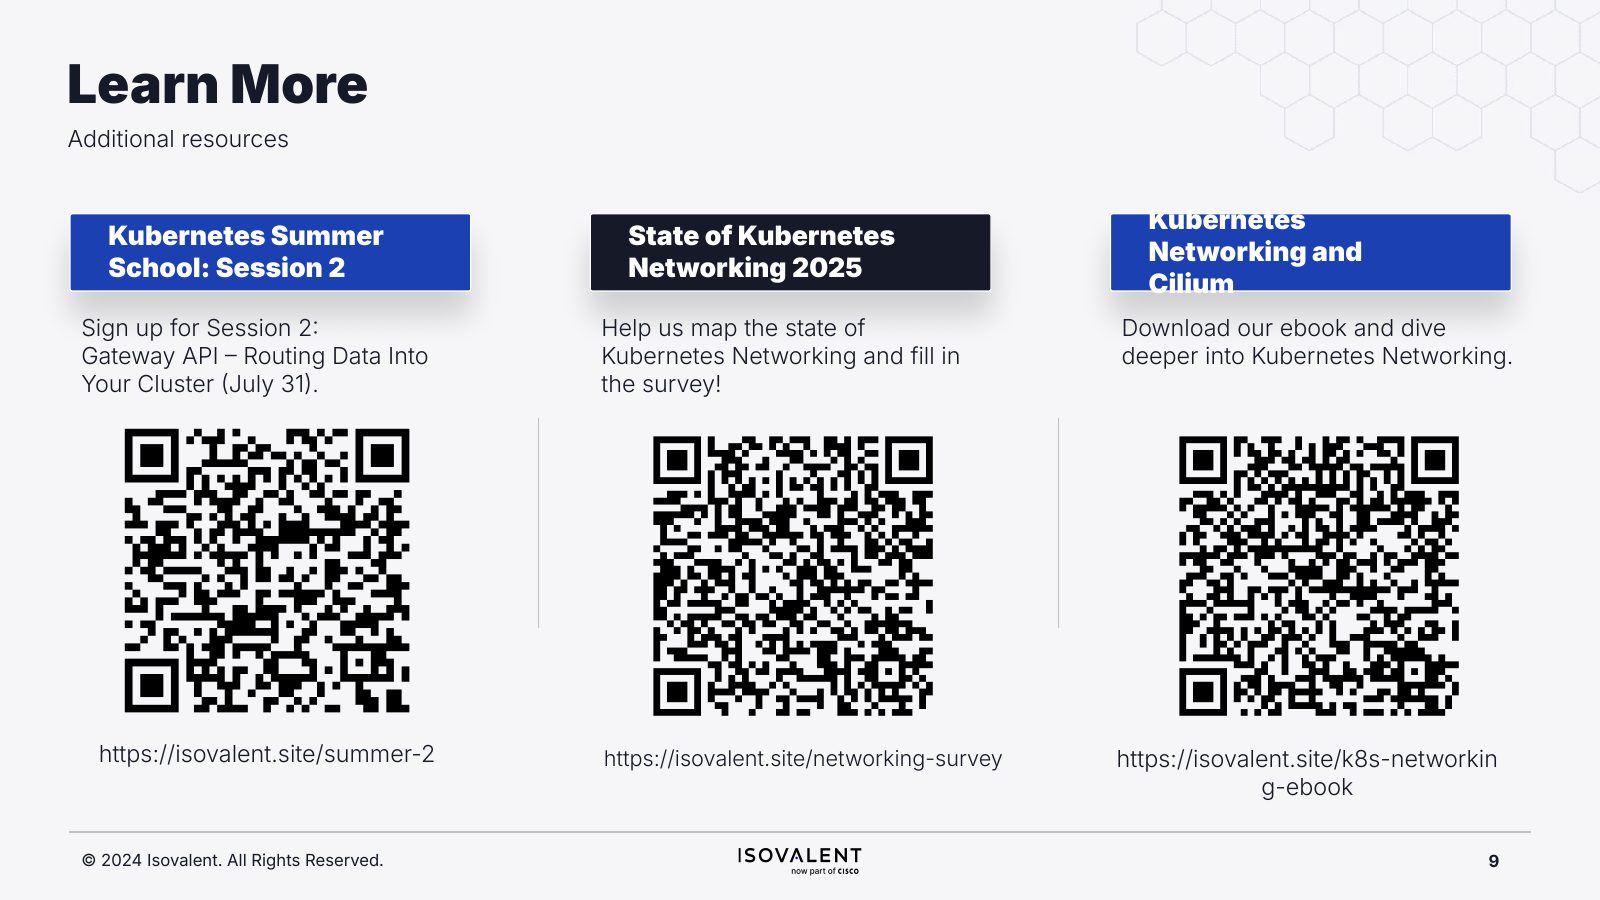 Learn More
Additional resources
Kubernetes Summer
School: Session 2
Sign up for Session 2:
Gateway API – Routing Data Into
Your Cluster (July 31).
https://isovalent.site/summer-2
State of Kubernetes
Networking 2025
Help us map the state of
Kubernetes Networking and fill in
the survey!
https://isovalent.site/networking-survey
Kubernetes
Networking and
Cilium
Download our ebook and dive
deeper into Kubernetes Networking.
https://isovalent.site/k8s-networkin
g-ebook
© 2024 Isovalent. All Rights Reserved.
ISOVALENT
now part of CISCO
9